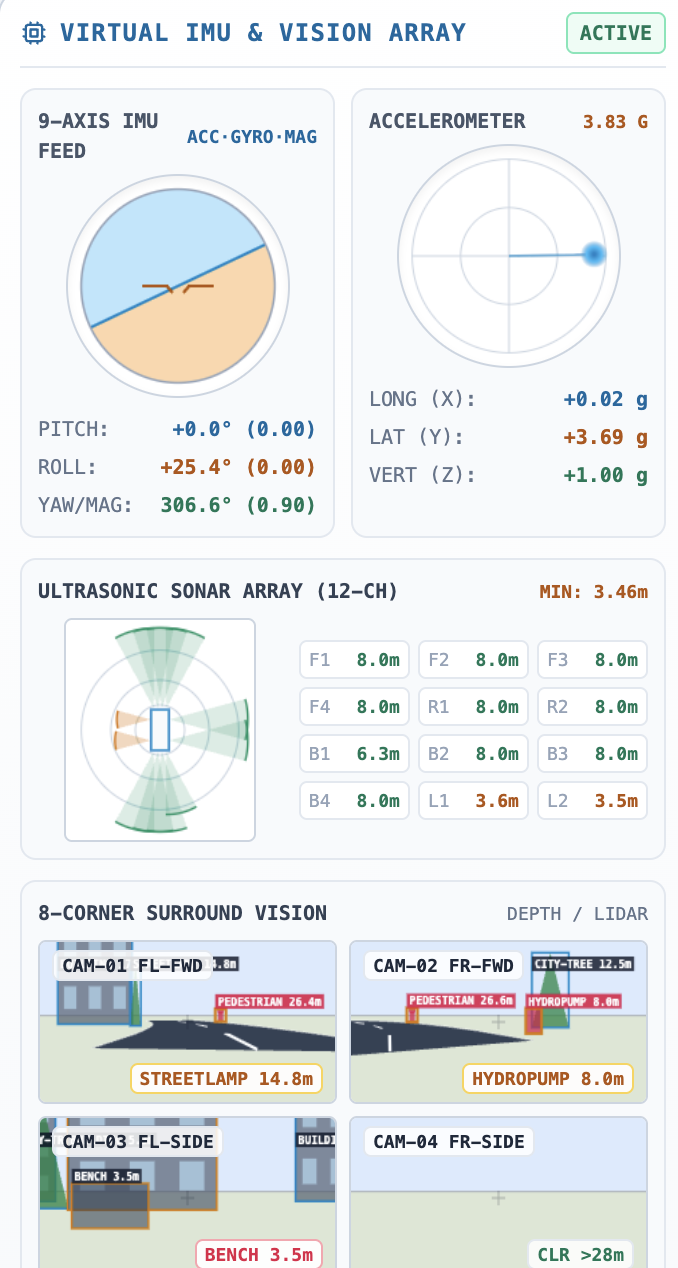 VIRTUAL IMU & VISION ARRAY
ACTIVE
9-AXIS IMU FEED
ACC·GYRO·MAG
PITCH: +0.0° (0.00)
ROLL: +25.4° (0.00)
YAW/MAG: 306.6° (0.90)
ACCELEROMETER
3.83 G
LONG (X): +0.02 g
LAT (Y): +3.69 g
VERT (Z): +1.00 g
ULTRASONIC SONAR ARRAY (12-CH)
MIN: 3.46m
F1 8.0m F2 8.0m F3 8.0m
F4 8.0m R1 8.0m R2 8.0m
B1 6.3m B2 8.0m B3 8.0m
B4 8.0m L1 3.6m L2 3.5m
8-CORNER SURROUND VISION
DEPTH / LIDAR
CAM-01 FL-FWD
PEDESTRIAN 26.4m
STREETLAMP 14.8m
CAM-02 FR-FWD
CITY-TREE 12.5m
PEDESTRIAN 26.6m
HYDROPUMP 8.0m
HYDROPUMP 8.0m
CAM-03 FL-SIDE
BUILDI
BENCH 3.5m
BENCH 3.5m
CAM-04 FR-SIDE
CLR >28m